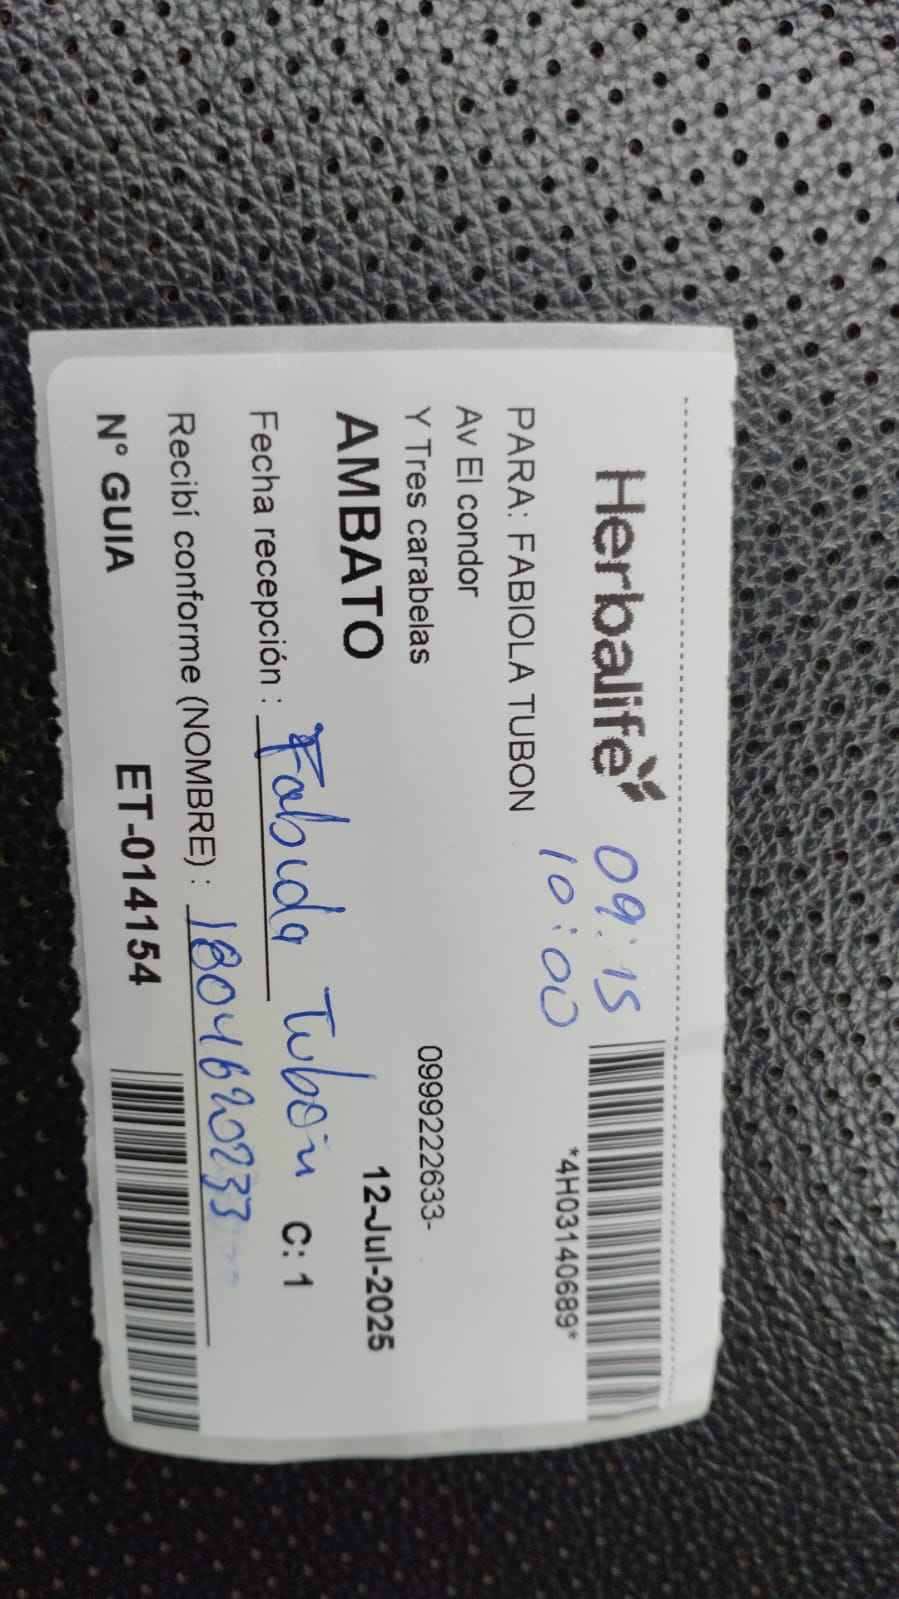 Herbalife 09:15
10:00
*4H03140689*
PARA: FABIOLA TUBON
Av El condor
Y Tres carabelas 0999222633-
AMBATO 12-Jul-2025
Fecha recepción : Fabiola Tubon C: 1
Recibí conforme (NOMBRE) : 1804692233
N° GUIA ET-014154